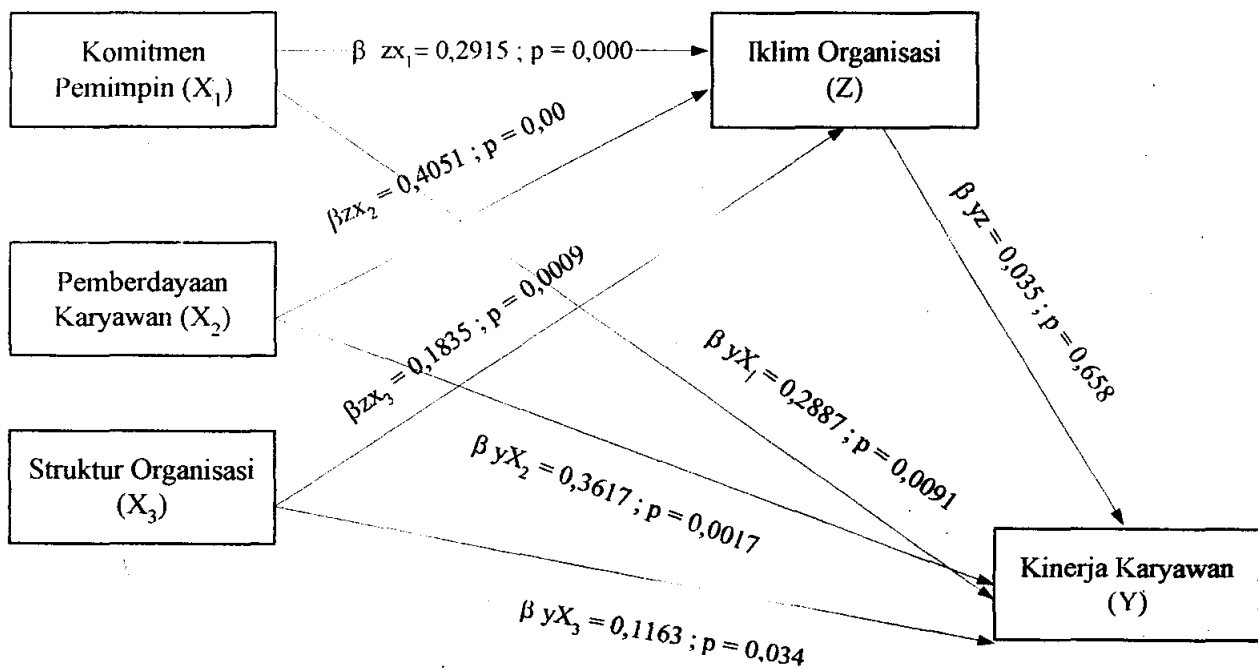 Komitmen
Pemimpin (X₁)
β zx₁= 0,2915 ; p = 0,000
Iklim Organisasi
(Z)
βzx₂ = 0,4051 ; p = 0,00
Pemberdayaan
Karyawan (X₂)
βzx₃ = 0,1835 ; p = 0,0009
β yz = 0,035 ; p = 0,658
β yX₁ = 0,2887 ; p = 0,0091
Struktur Organisasi
(X₃)
β yX₂ = 0,3617 ; p = 0,0017
Kinerja Karyawan
(Y)
β yX₃ = 0,1163 ; p = 0,034